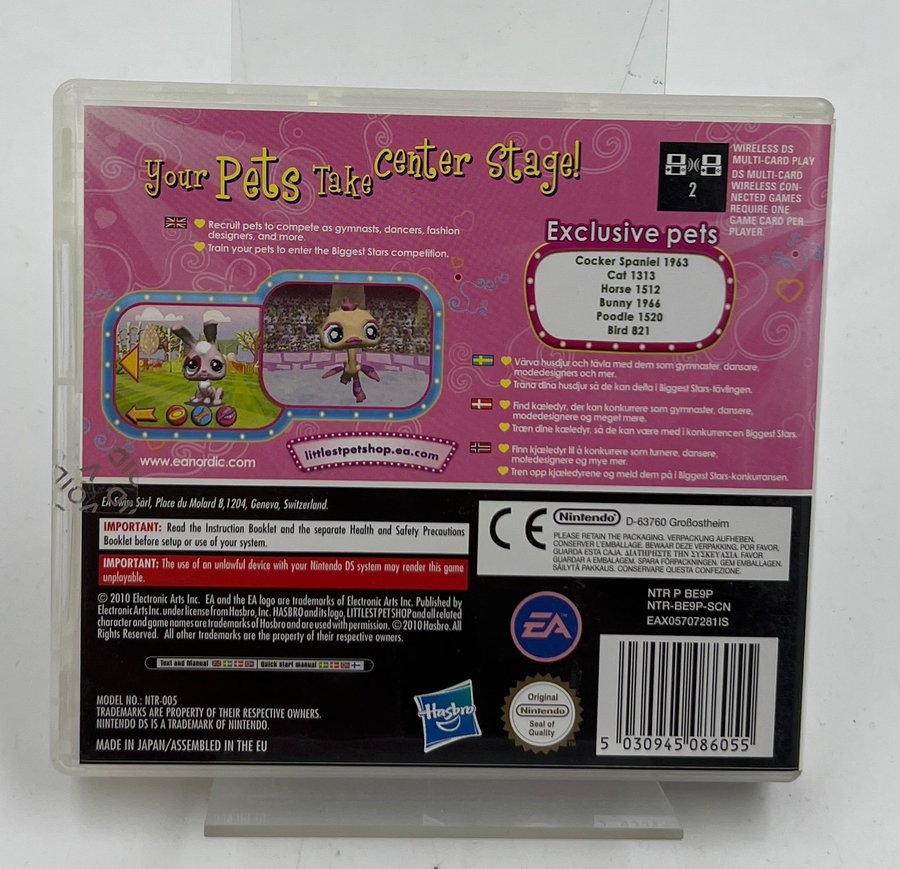 Your Pets Take Center Stage!
WIRELESS DS
MULTI-CARD PLAY
DS MULTI-CARD
WIRELESS CON-
NECTED GAMES
REQUIRE ONE
GAME CARD PER
PLAYER.
2
Recruit pets to compete as gymnasts, dancers, fashion
designers, and more.
Train your pets to enter the Biggest Stars competition.
Exclusive pets
Cocker Spaniel 1963
Cat 1313
Horse 1512
Bunny 1966
Poodle 1520
Bird 821
Värva husdjur och tävla med dem som gymnaster, dansare,
modedesigners och mer.
Träna dina husdjur så de kan delta i Biggest Stars-tävlingen.
Find kæledyr, der kan konkurrere som gymnaster, dansere,
modedesignere og meget mere.
Træn dine kæledyr, så de kan være med i konkurrencen Biggest Stars.
Finn kjæledyr til å konkurrere som turnere, dansere,
motedesignere og mye mer.
Tren opp kjæledyrene og meld dem på i Biggest Stars-konkurransen.
www.eanordic.com
littlestpetshop.ea.com
EA Swiss Sàrl, Place du Molard 8,1204, Geneva, Switzerland.
IMPORTANT: Read the Instruction Booklet and the separate Health and Safety Precautions
Booklet before setup or use of your system.
IMPORTANT: The use of an unlawful device with your Nintendo DS system may render this game
unplayable.
© 2010 Electronic Arts Inc. EA and the EA logo are trademarks of Electronic Arts Inc. Published by
Electronic Arts Inc. under license from Hasbro, Inc. HASBRO and its logo, LITTLEST PET SHOP and all related
character and game names are trademarks of Hasbro and are used with permission. © 2010 Hasbro. All
Rights Reserved. All other trademarks are the property of their respective owners.
Text and Manual
Quick start manual
MODEL NO.: NTR-005
TRADEMARKS ARE PROPERTY OF THEIR RESPECTIVE OWNERS.
NINTENDO DS IS A TRADEMARK OF NINTENDO.
MADE IN JAPAN/ASSEMBLED IN THE EU
CE
Nintendo D-63760 Großostheim
PLEASE RETAIN THE PACKAGING. VERPACKUNG AUFHEBEN.
CONSERVER L'EMBALLAGE. BEWAAR DEZE VERPAKKING. POR FAVOR,
GUARDA ESTA CAJA. ΔΙΑΤΗΡΗΣΤΕ ΤΗΝ ΣΥΣΚΕΥΑΣΙΑ. FAVOR
GUARDAR A EMBALAGEM. SPARA FÖRPACKNINGEN. GEM EMBALLAGEN.
SÄILYTÄ PAKKAUS. CONSERVARE QUESTA CONFEZIONE.
NTR P BE9P
NTR-BE9P-SCN
EAX05707281IS
EA
Hasbro
Original
Nintendo
Seal of
Quality
5 030945 086055